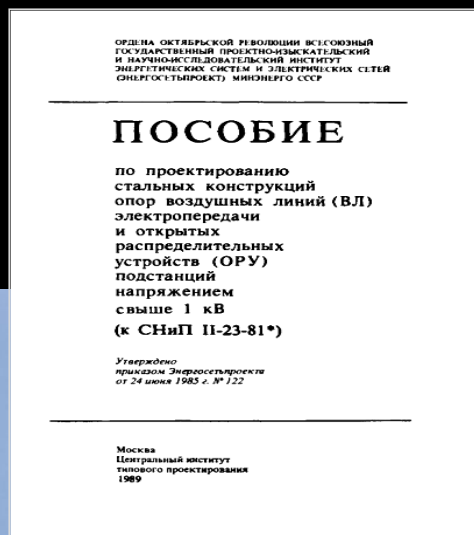 ОРДЕНА ОКТЯБРЬСКОЙ РЕВОЛЮЦИИ ВСЕСОЮЗНЫЙ
ГОСУДАРСТВЕННЫЙ ПРОЕКТНО-ИЗЫСКАТЕЛЬСКИЙ
И НАУЧНО-ИССЛЕДОВАТЕЛЬСКИЙ ИНСТИТУТ
ЭНЕРГЕТИЧЕСКИХ СИСТЕМ И ЭЛЕКТРИЧЕСКИХ СЕТЕЙ
(ЭНЕРГОСЕТЬПРОЕКТ) МИНЭНЕРГО СССР
ПОСОБИЕ
по проектированию
стальных конструкций
опор воздушных линий (ВЛ)
электропередачи
и открытых
распределительных
устройств (ОРУ)
подстанций
напряжением
свыше 1 кВ
(к СНиП II-23-81*)
Утверждено
приказом Энергосетьпроекта
от 24 июня 1985 г. № 122
Москва
Центральный институт
типового проектирования
1989